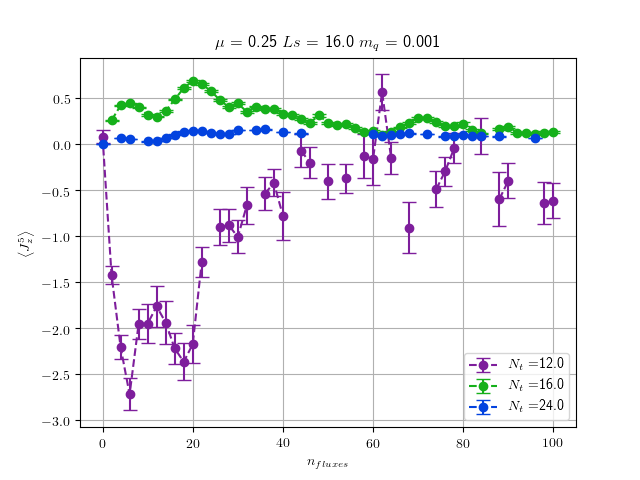 μ = 0.25 Ls = 16.0 m_q = 0.001
⟨J_z^5⟩
0.5
0.0
−0.5
−1.0
−1.5
−2.0
−2.5
−3.0
0 20 40 60 80 100
n_{fluxes}
N_t =12.0
N_t =16.0
N_t =24.0